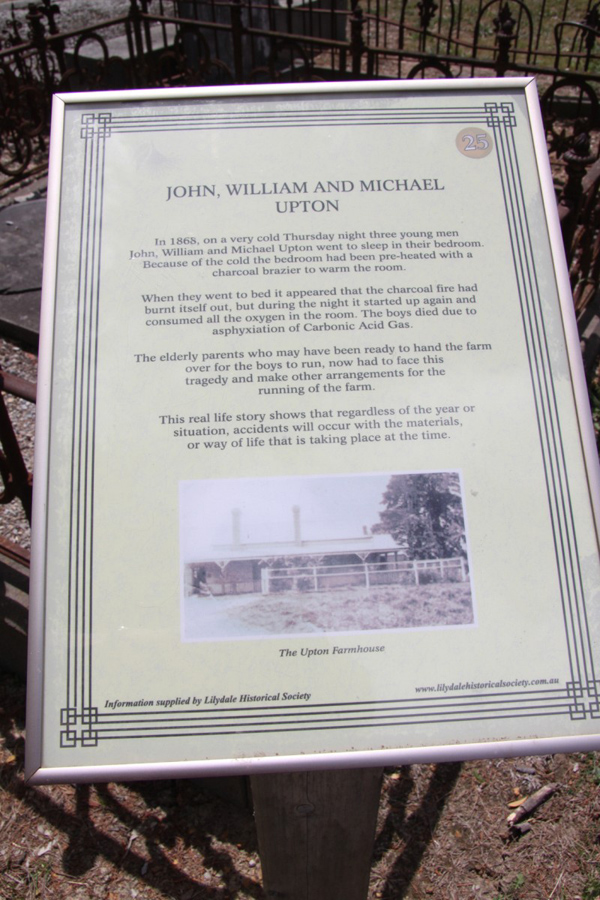 25
JOHN, WILLIAM AND MICHAEL
UPTON
In 1868, on a very cold Thursday night three young men
John, William and Michael Upton went to sleep in their bedroom.
Because of the cold the bedroom had been pre-heated with a
charcoal brazier to warm the room.
When they went to bed it appeared that the charcoal fire had
burnt itself out, but during the night it started up again and
consumed all the oxygen in the room. The boys died due to
asphyxiation of Carbonic Acid Gas.
The elderly parents who may have been ready to hand the farm
over for the boys to run, now had to face this
tragedy and make other arrangements for the
running of the farm.
This real life story shows that regardless of the year or
situation, accidents will occur with the materials,
or way of life that is taking place at the time.
The Upton Farmhouse
Information supplied by Lilydale Historical Society
www.lilydalehistoricalsociety.com.au